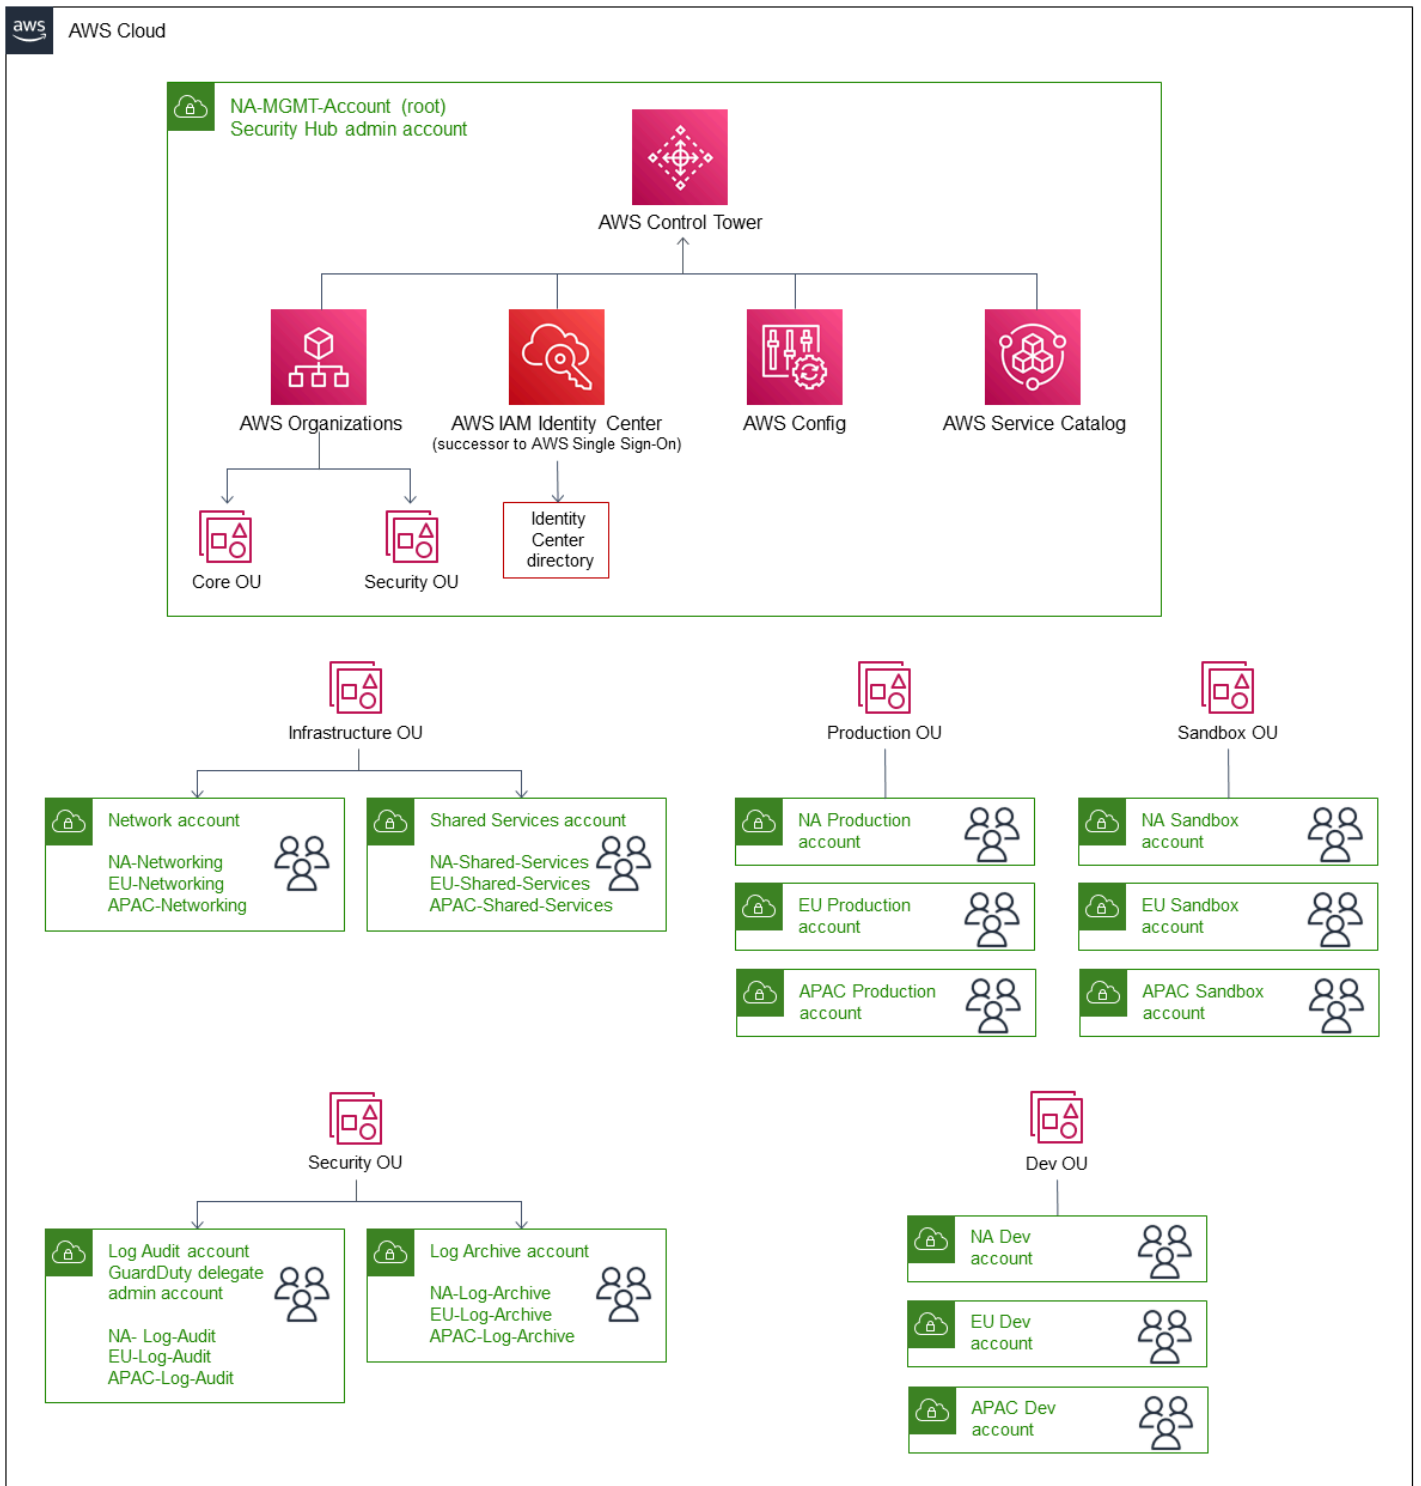 aws
AWS Cloud
NA-MGMT-Account (root)
Security Hub admin account
AWS Control Tower
AWS Organizations
AWS IAM Identity Center
(successor to AWS Single Sign-On)
AWS Config
AWS Service Catalog
Core OU
Security OU
Identity
Center
directory
Infrastructure OU
Production OU
Sandbox OU
Network account
NA-Networking
EU-Networking
APAC-Networking
Shared Services account
NA-Shared-Services
EU-Shared-Services
APAC-Shared-Services
NA Production
account
EU Production
account
APAC Production
account
NA Sandbox
account
EU Sandbox
account
APAC Sandbox
account
Security OU
Dev OU
Log Audit account
GuardDuty delegate
admin account
NA- Log-Audit
EU-Log-Audit
APAC-Log-Audit
Log Archive account
NA-Log-Archive
EU-Log-Archive
APAC-Log-Archive
NA Dev
account
EU Dev
account
APAC Dev
account